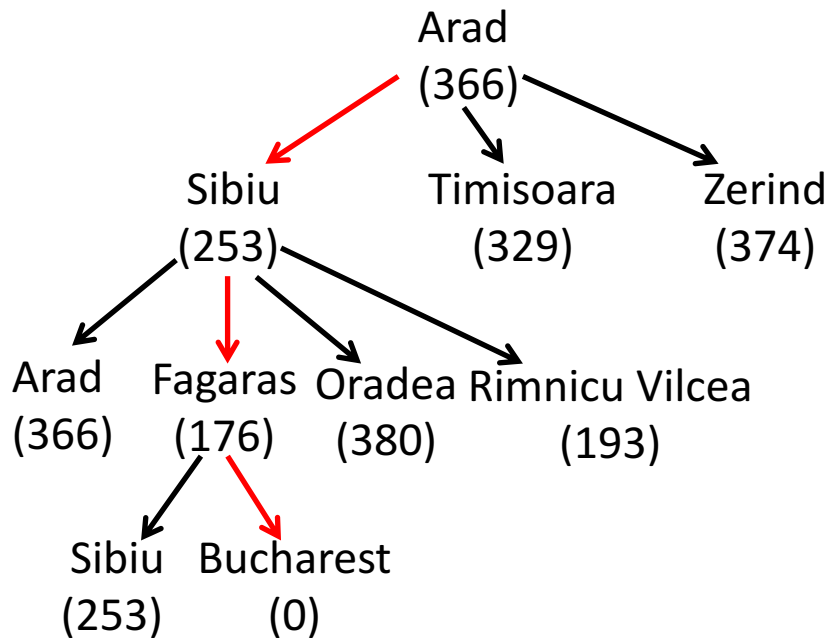 Arad
(366)
Sibiu Timisoara Zerind
(253) (329) (374)
Arad Fagaras Oradea Rimnicu Vilcea
(366) (176) (380) (193)
Sibiu Bucharest
(253) (0)